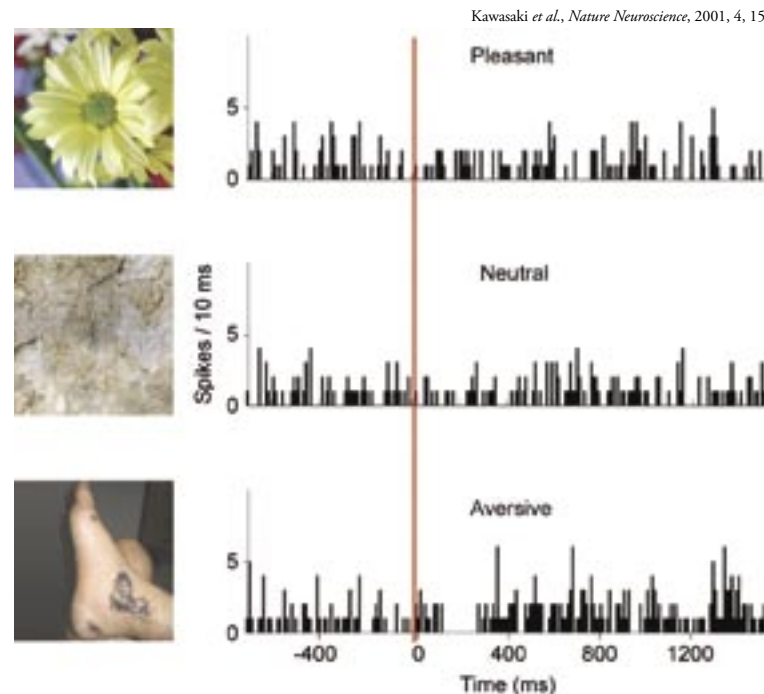 Kawasaki et al., Nature Neuroscience, 2001, 4, 15
Pleasant
5
0
Neutral
Spikes / 10 ms
5
0
Aversive
5
0
-400 0 400 800 1200
Time (ms)